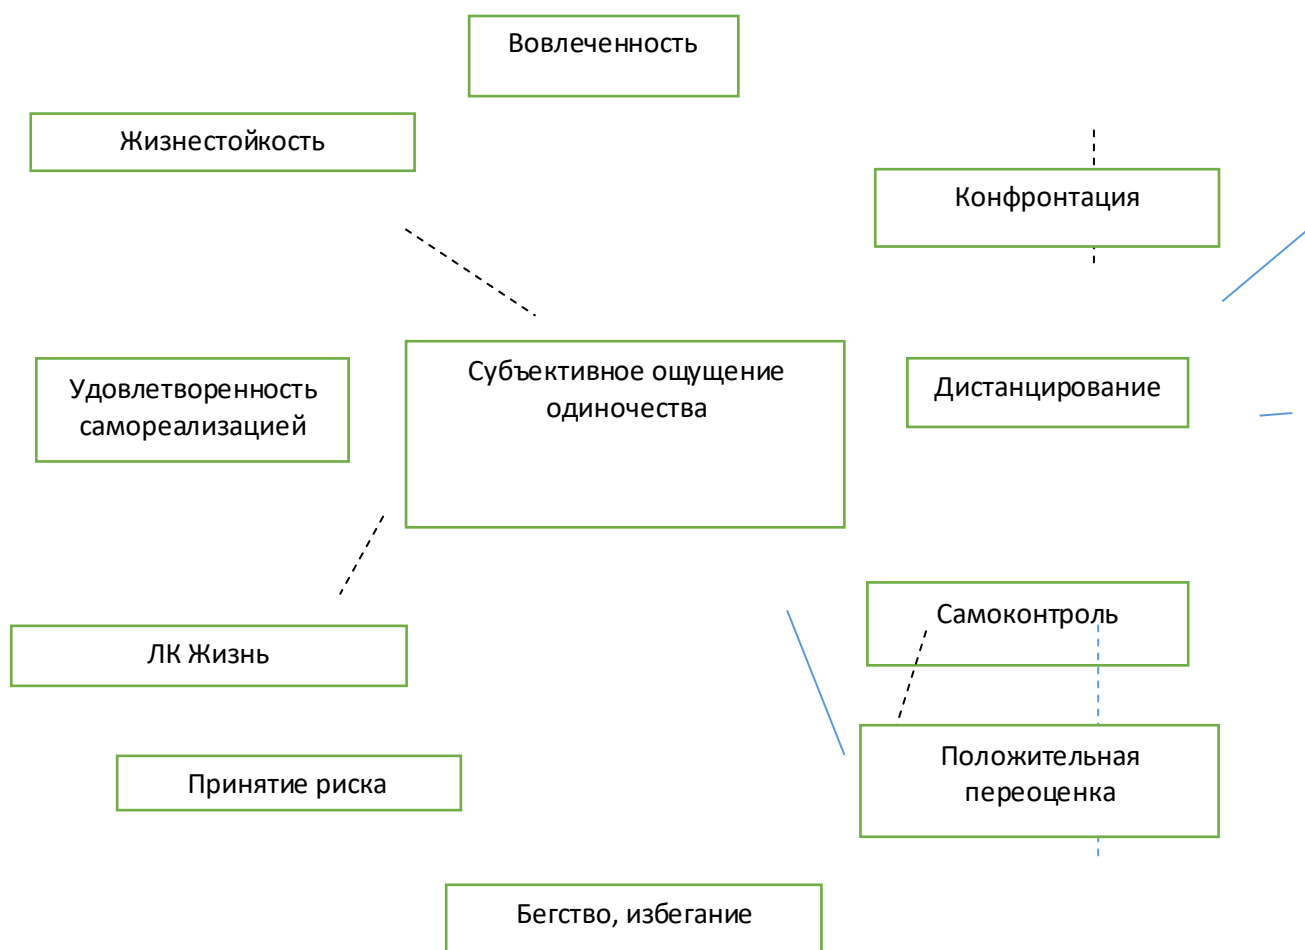 Вовлеченность
Жизнестойкость
Конфронтация
Субъективное ощущение
одиночества
Удовлетворенность
самореализацией
Дистанцирование
Самоконтроль
ЛК Жизнь
Положительная
переоценка
Принятие риска
Бегство, избегание